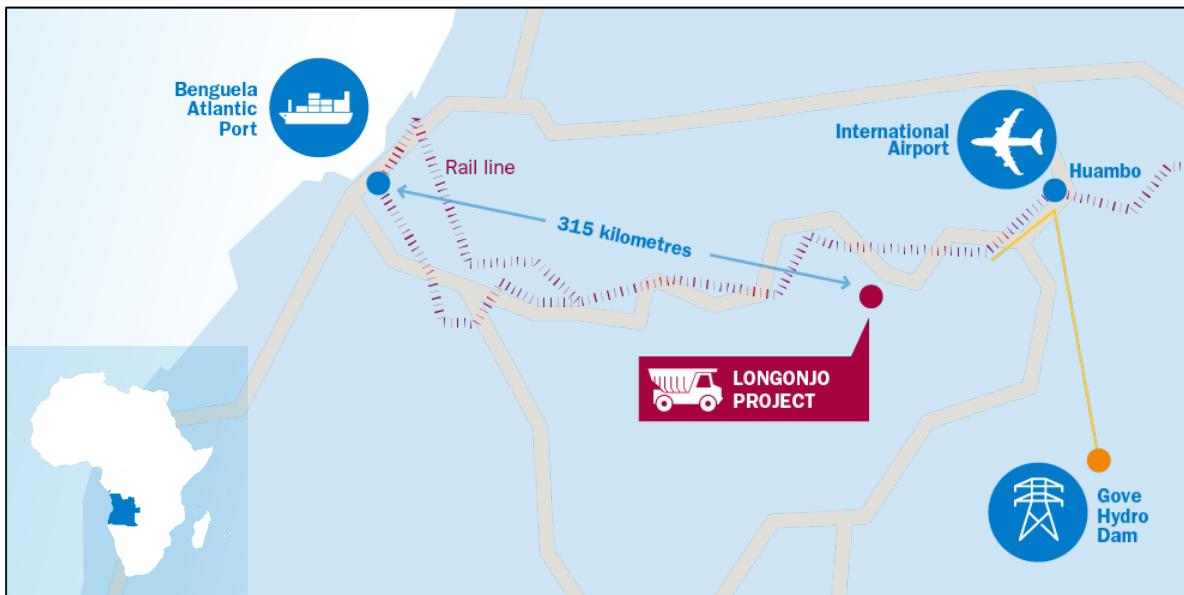 Benguela
Atlantic
Port
Rail line
315 kilometres
International
Airport
Huambo
LONGONJO
PROJECT
Gove
Hydro
Dam